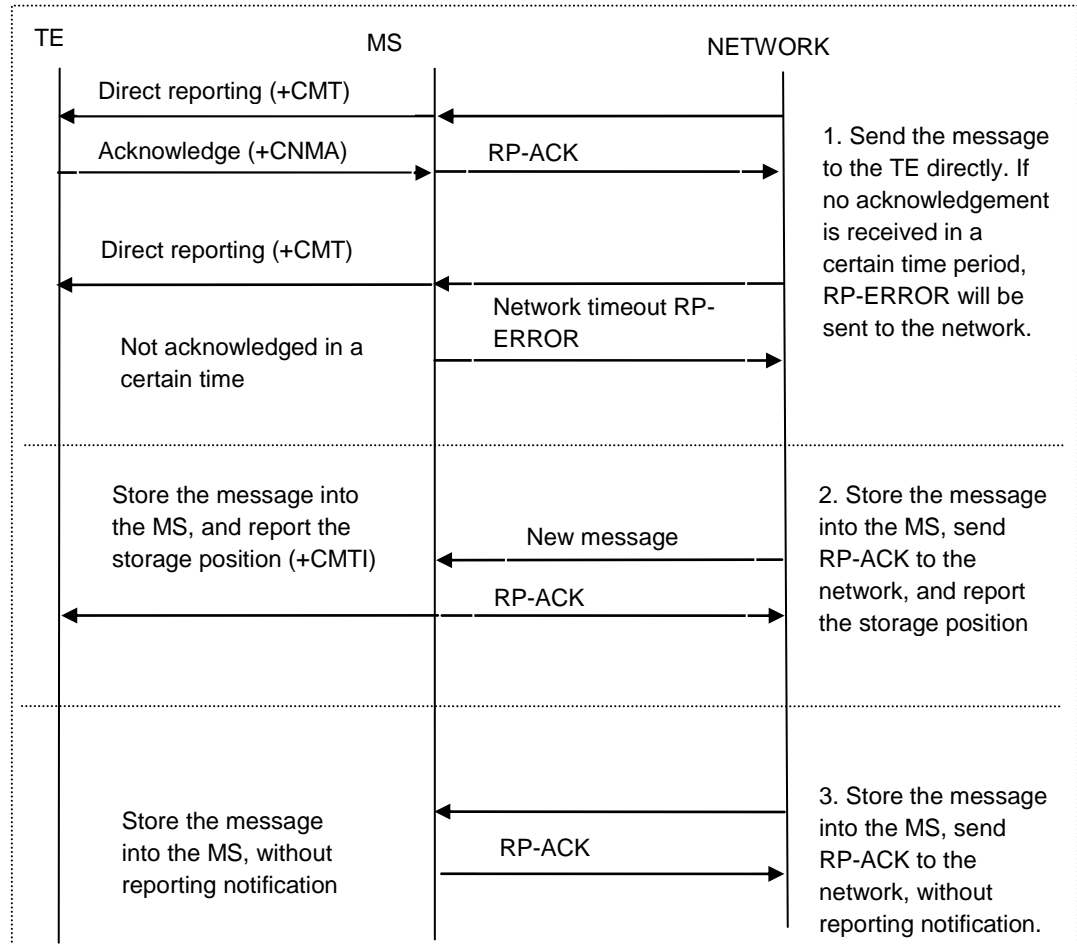 TE
MS
NETWORK
Direct reporting (+CMT)
Acknowledge (+CNMA)
RP-ACK
1. Send the message
to the TE directly. If
no acknowledgement
is received in a
certain time period,
RP-ERROR will be
sent to the network.
Direct reporting (+CMT)
Network timeout RP-
ERROR
Not acknowledged in a
certain time
Store the message into
the MS, and report the
storage position (+CMTI)
New message
RP-ACK
2. Store the message
into the MS, send
RP-ACK to the
network, and report
the storage position
Store the message
into the MS, without
reporting notification
RP-ACK
3. Store the message
into the MS, send
RP-ACK to the
network, without
reporting notification.